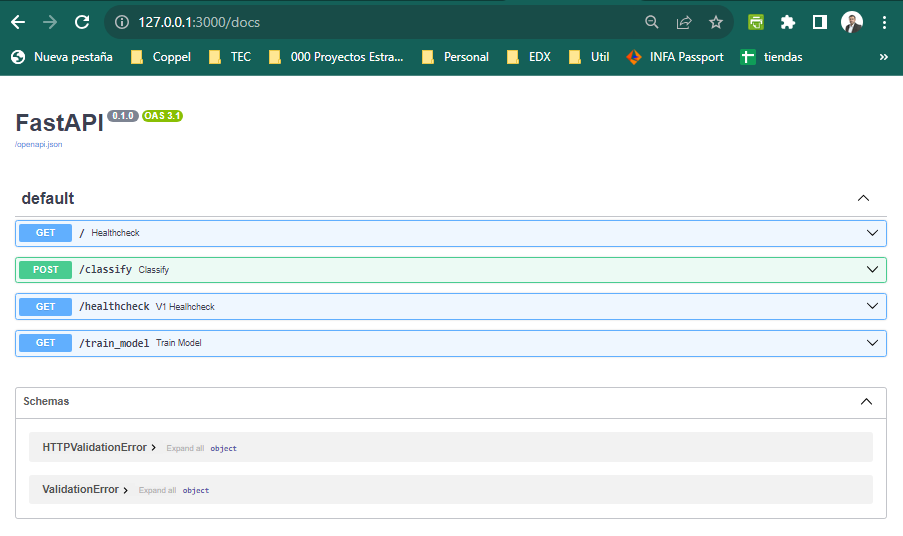 127.0.0.1:3000/docs
Nueva pestaña Coppel TEC 000 Proyectos Estra... Personal EDX Util INFA Passport tiendas »
FastAPI 0.1.0 OAS 3.1
/openapi.json
default
GET / Healthcheck
POST /classify Classify
GET /healthcheck V1 Healhcheck
GET /train_model Train Model
Schemas
HTTPValidationError Expand all object
ValidationError Expand all object